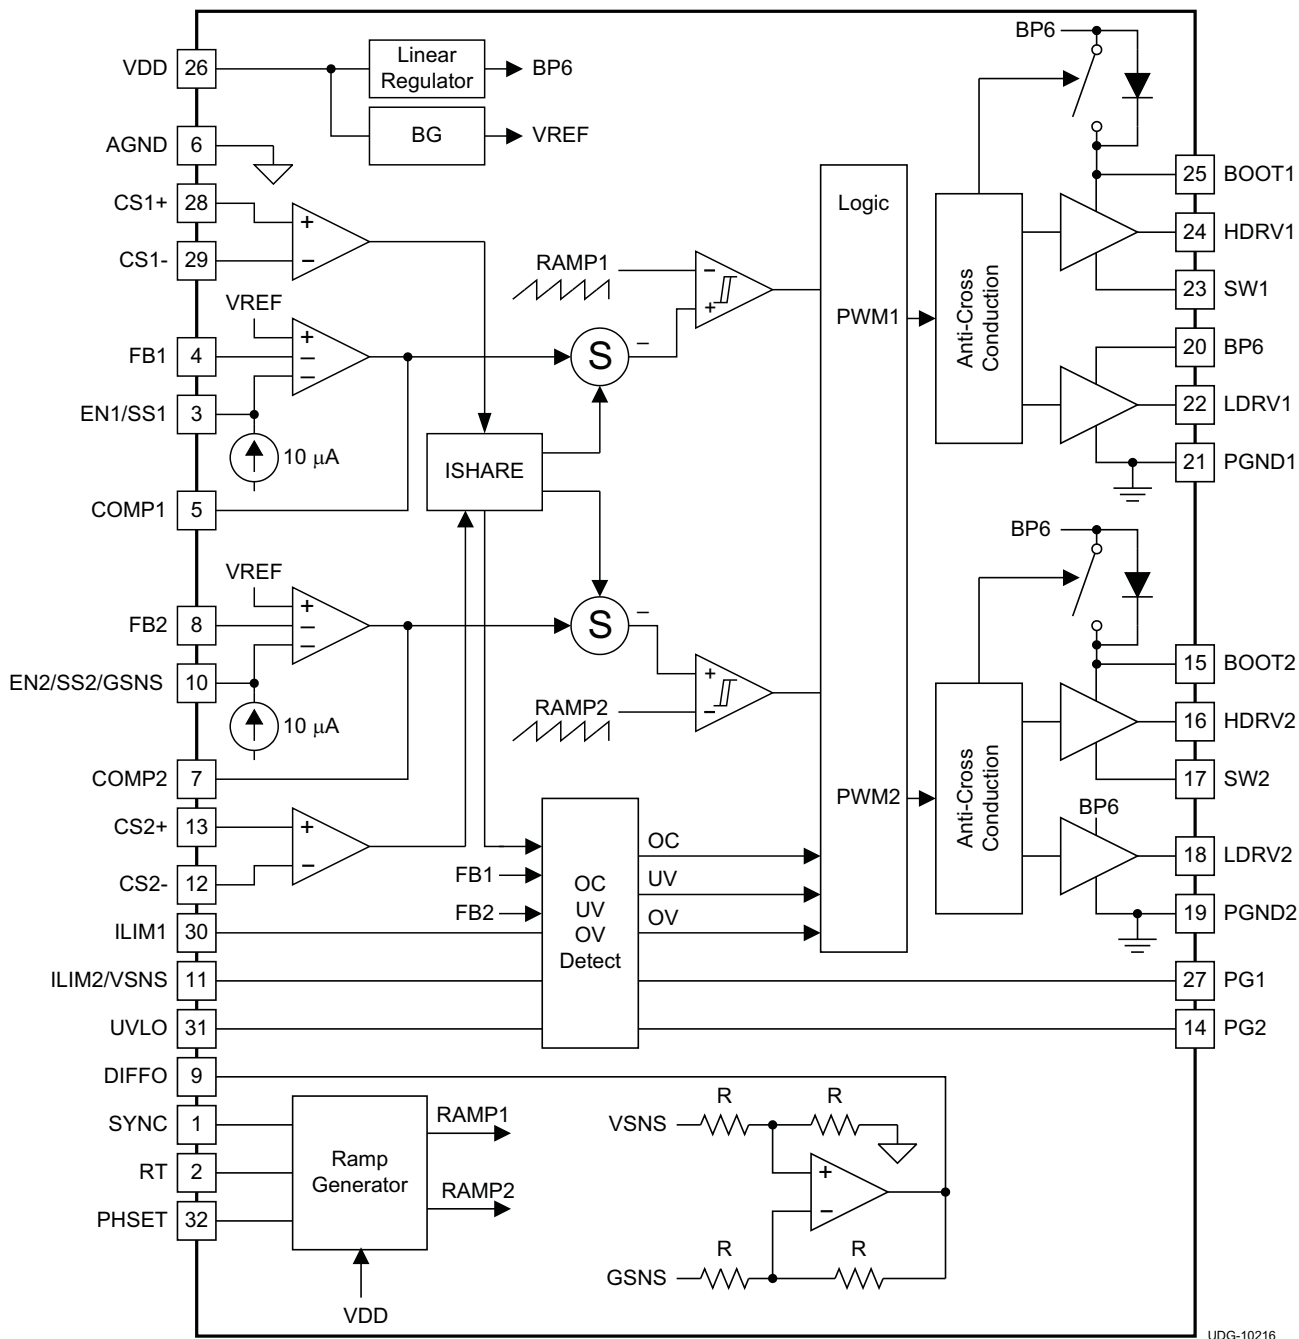 BP6
VDD 26
Linear
Regulator
BP6
BG
VREF
AGND 6
CS1+ 28
+
CS1- 29
−
Logic
25 BOOT1
24 HDRV1
23 SW1
RAMP1
−
+
VREF
+
−
−
FB1 4
EN1/SS1 3
10 μA
S
−
PWM1
Anti-Cross
Conduction
20 BP6
22 LDRV1
21 PGND1
ISHARE
COMP1 5
BP6
VREF
+
−
−
FB2 8
EN2/SS2/GSNS 10
10 μA
S
−
+
−
RAMP2
15 BOOT2
16 HDRV2
17 SW2
COMP2 7
PWM2
Anti-Cross
Conduction
BP6
CS2+ 13
+
CS2- 12
−
18 LDRV2
19 PGND2
FB1
FB2
OC
UV
OV
Detect
OC
UV
OV
ILIM1 30
ILIM2/VSNS 11
27 PG1
UVLO 31
14 PG2
DIFFO 9
SYNC 1
RT 2
PHSET 32
Ramp
Generator
RAMP1
RAMP2
VDD
VSNS
R
R
+
−
GSNS
R
R
UDG-10216